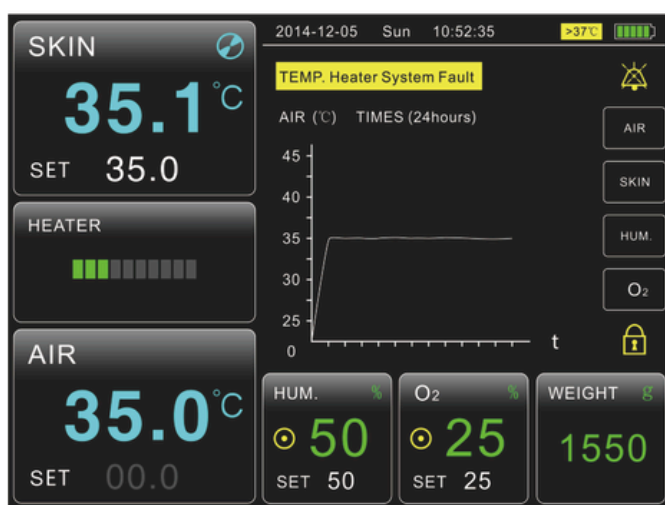 SKIN
35.1°C
SET 35.0
HEATER
AIR
35.0°C
SET 00.0
2014-12-05 Sun 10:52:35 >37℃
TEMP. Heater System Fault
AIR (℃) TIMES (24hours)
45
40
35
30
25
0
t
AIR
SKIN
HUM.
O₂
HUM. %
50
SET 50
O₂ %
25
SET 25
WEIGHT g
1550